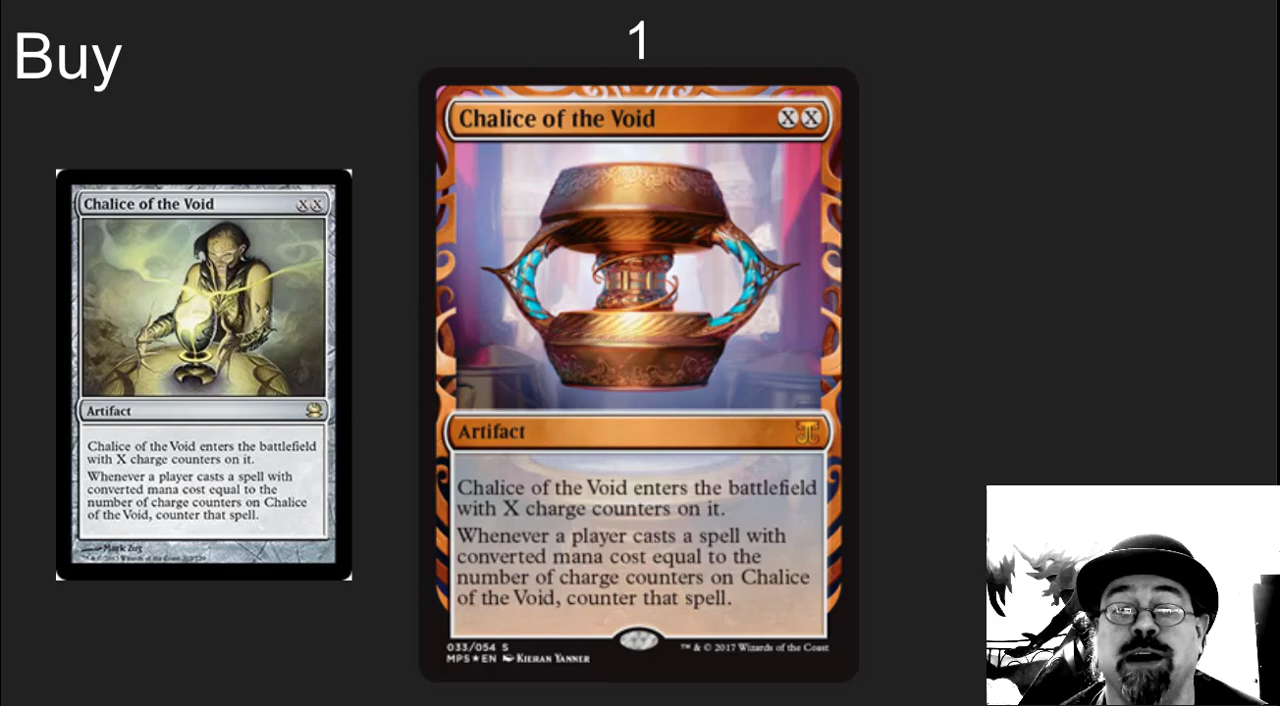 Buy
1
Chalice of the Void XX
Artifact
Chalice of the Void enters the battlefield
with X charge counters on it.
Whenever a player casts a spell with
converted mana cost equal to the
number of charge counters on Chalice
of the Void, counter that spell.
Mark Zug
Chalice of the Void XX
Artifact
Chalice of the Void enters the battlefield
with X charge counters on it.
Whenever a player casts a spell with
converted mana cost equal to the
number of charge counters on Chalice
of the Void, counter that spell.
033/054 S
MPS★EN Kieran Yanner
™ & © 2017 Wizards of the Coast